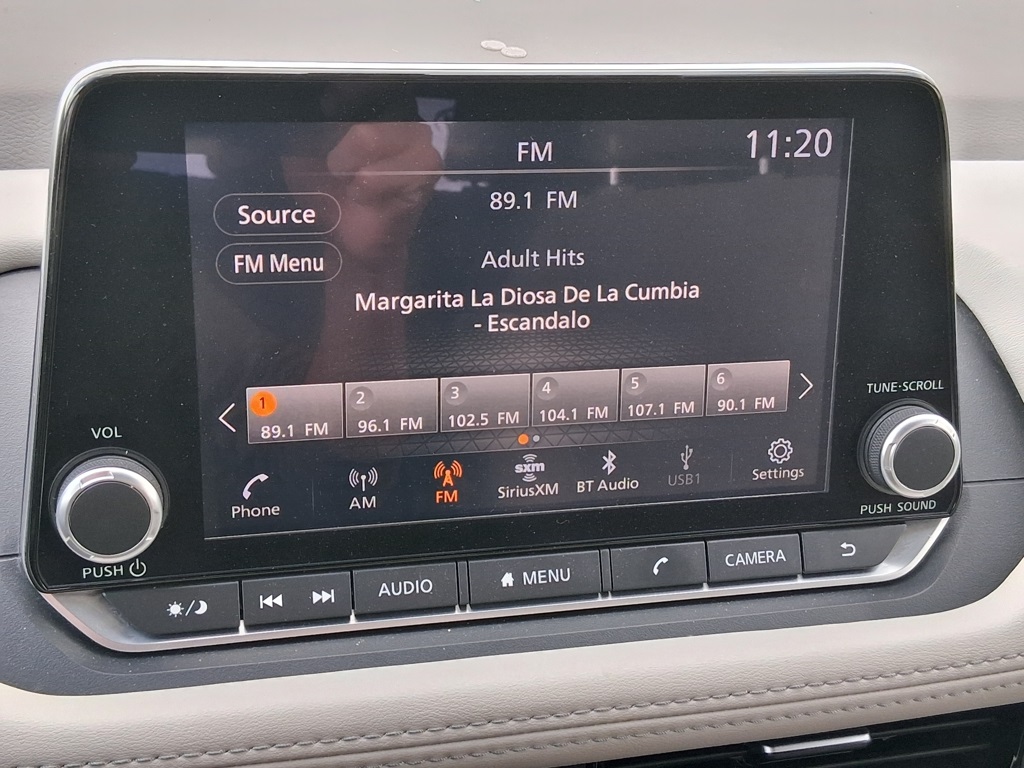 FM
11:20
89.1 FM
Source
FM Menu
Adult Hits
Margarita La Diosa De La Cumbia
- Escandalo
1
89.1 FM
2
96.1 FM
3
102.5 FM
4
104.1 FM
5
107.1 FM
6
90.1 FM
Phone
AM
FM
sxm
SiriusXM
BT Audio
USB1
Settings
VOL
PUSH
TUNE·SCROLL
PUSH SOUND
AUDIO
MENU
CAMERA